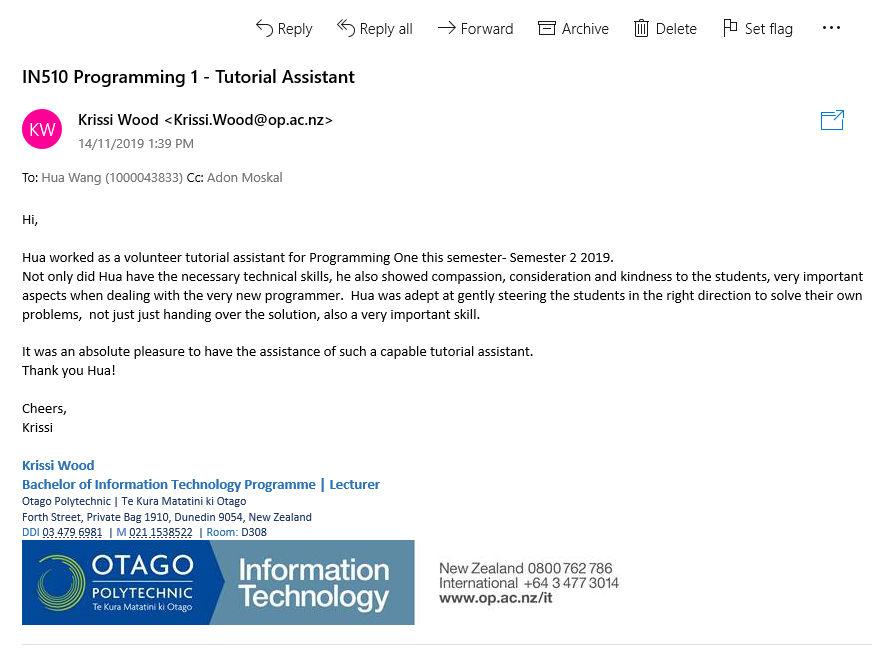 Reply
Reply all
Forward
Archive
Delete
Set flag
IN510 Programming 1 - Tutorial Assistant
KW
Krissi Wood <Krissi.Wood@op.ac.nz>
14/11/2019 1:39 PM
To: Hua Wang (1000043833) Cc: Adon Moskal
Hi,
Hua worked as a volunteer tutorial assistant for Programming One this semester- Semester 2 2019.
Not only did Hua have the necessary technical skills, he also showed compassion, consideration and kindness to the students, very important
aspects when dealing with the very new programmer.  Hua was adept at gently steering the students in the right direction to solve their own
problems,  not just just handing over the solution, also a very important skill.
It was an absolute pleasure to have the assistance of such a capable tutorial assistant.
Thank you Hua!
Cheers,
Krissi
Krissi Wood
Bachelor of Information Technology Programme | Lecturer
Otago Polytechnic | Te Kura Matatini ki Otago
Forth Street, Private Bag 1910, Dunedin 9054, New Zealand
DDI 03 479 6981 | M 021 1538522 | Room: D308
OTAGO
POLYTECHNIC
Te Kura Matatini ki Otago
Information
Technology
New Zealand 0800 762 786
International +64 3 477 3014
www.op.ac.nz/it